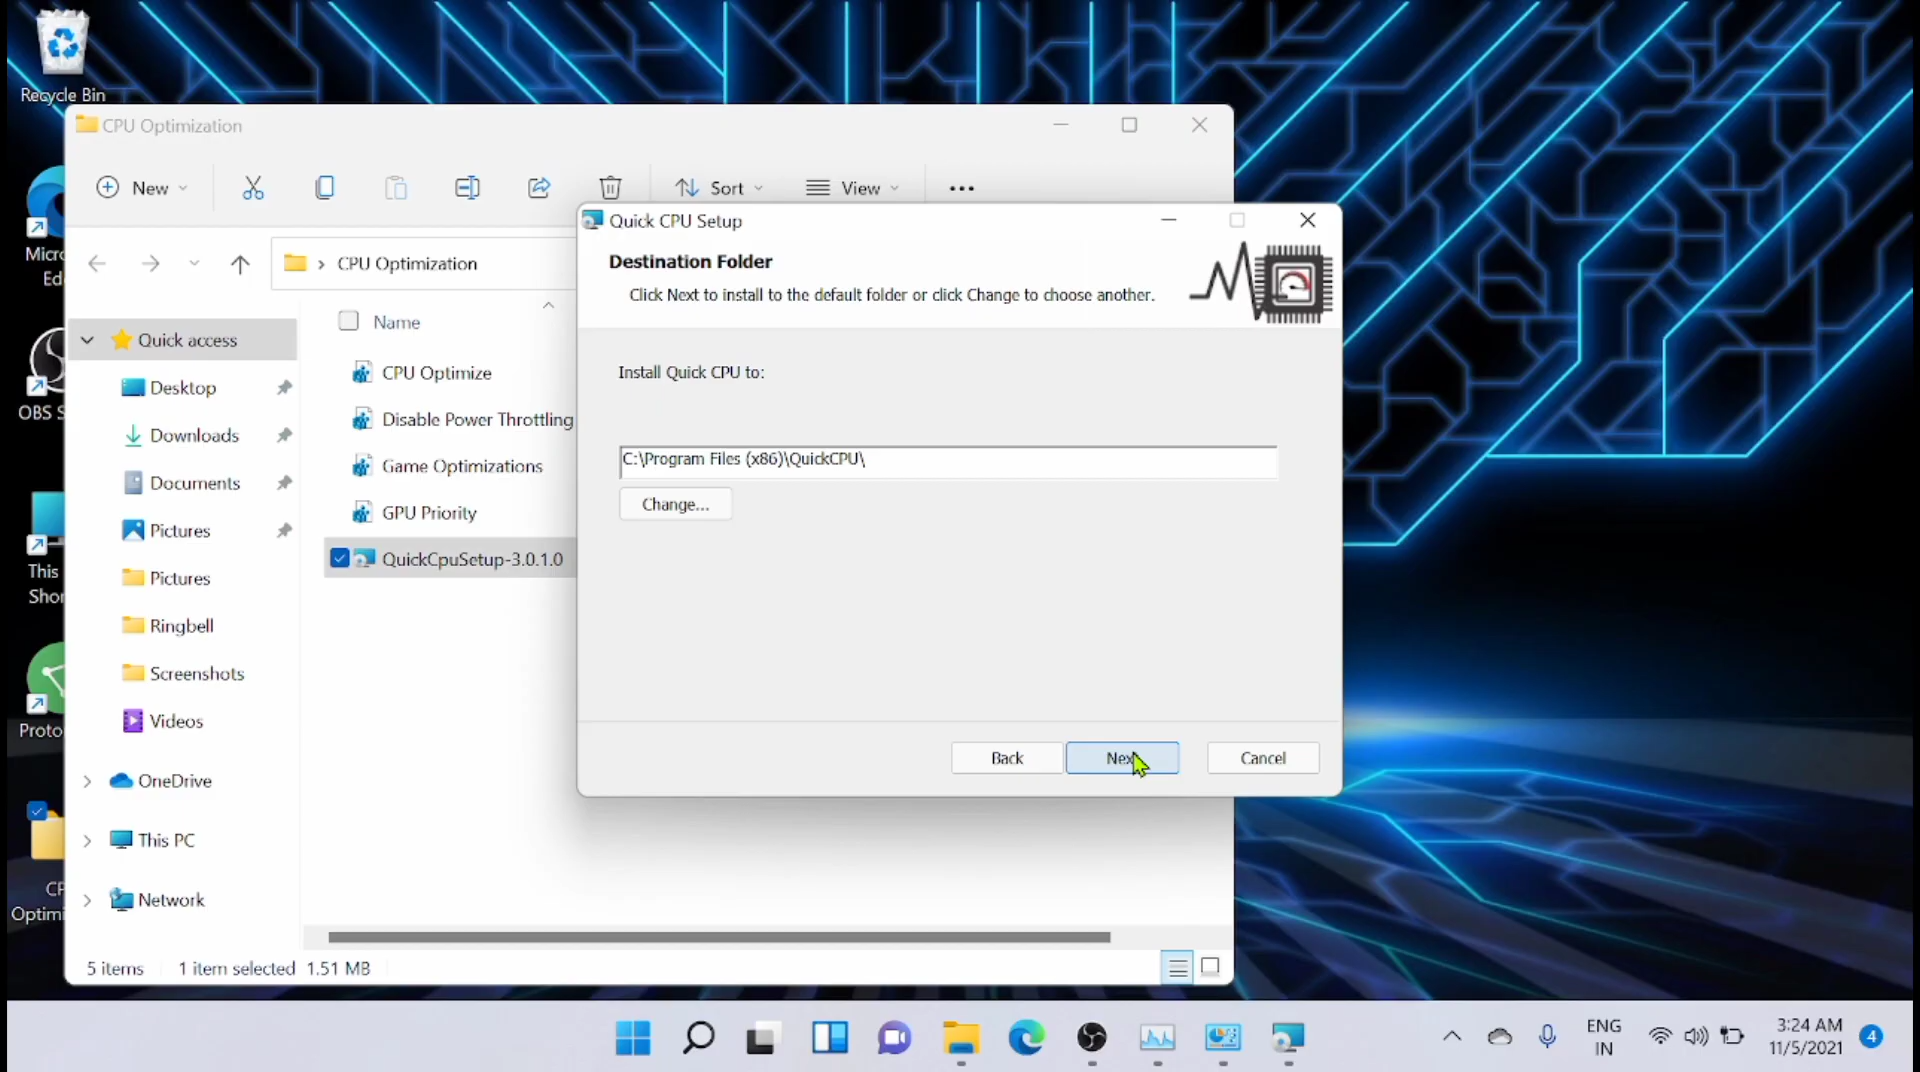 Recycle Bin
CPU Optimization
New
Sort
View
CPU Optimization
Name
Quick access
Desktop
Downloads
Documents
Pictures
Pictures
Ringbell
Screenshots
Videos
OneDrive
This PC
Network
CPU Optimize
Disable Power Throttling
Game Optimizations
GPU Priority
QuickCpuSetup-3.0.1.0
5 items
1 item selected 1.51 MB
Quick CPU Setup
Destination Folder
Click Next to install to the default folder or click Change to choose another.
Install Quick CPU to:
C:\Program Files (x86)\QuickCPU\
Change...
Back
Cancel
OBS S
This
Shor
Proto
Optimi
ENG
IN
3:24 AM
11/5/2021
4